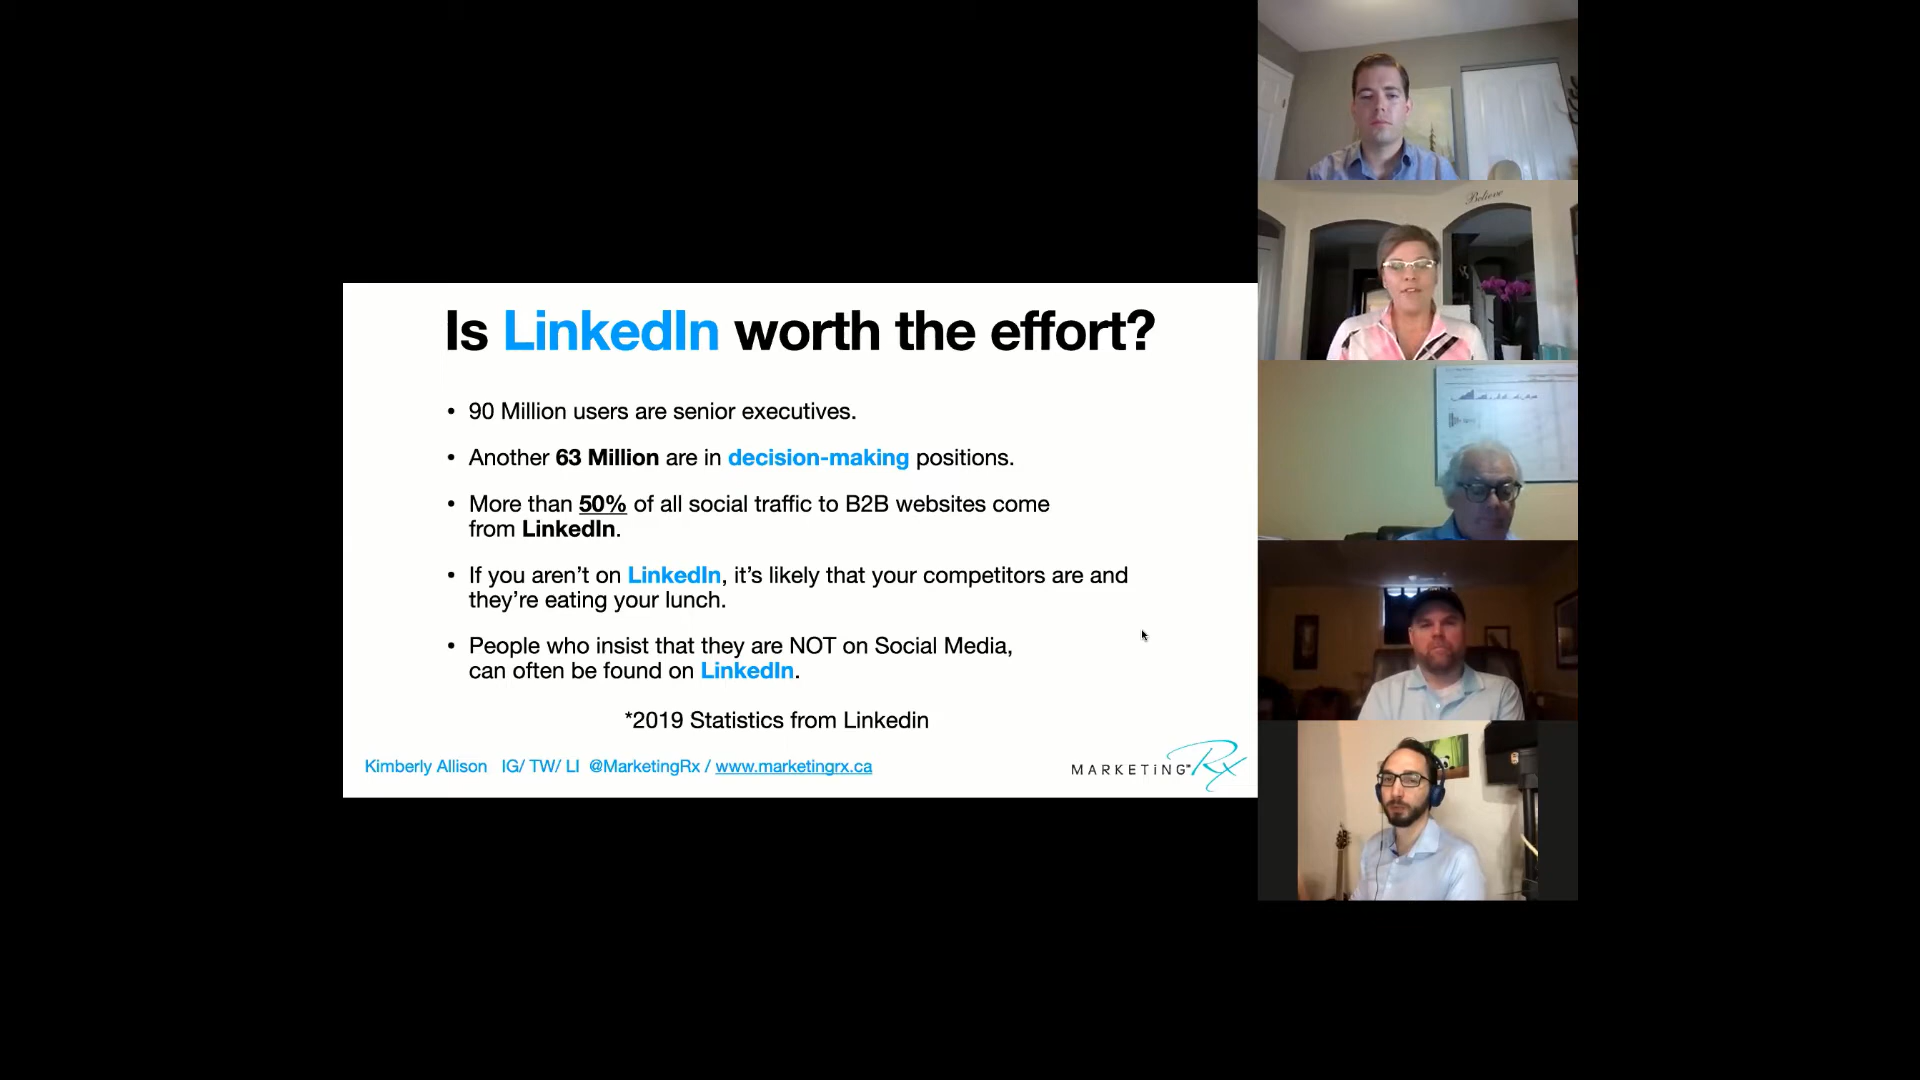 Is LinkedIn worth the effort?
• 90 Million users are senior executives.
• Another 63 Million are in decision-making positions.
• More than 50% of all social traffic to B2B websites come
from LinkedIn.
• If you aren’t on LinkedIn, it’s likely that your competitors are and
they’re eating your lunch.
• People who insist that they are NOT on Social Media,
can often be found on LinkedIn.
*2019 Statistics from Linkedin
Kimberly Allison IG/ TW/ LI @MarketingRx / www.marketingrx.ca
MARKETiNG Rx
Believe